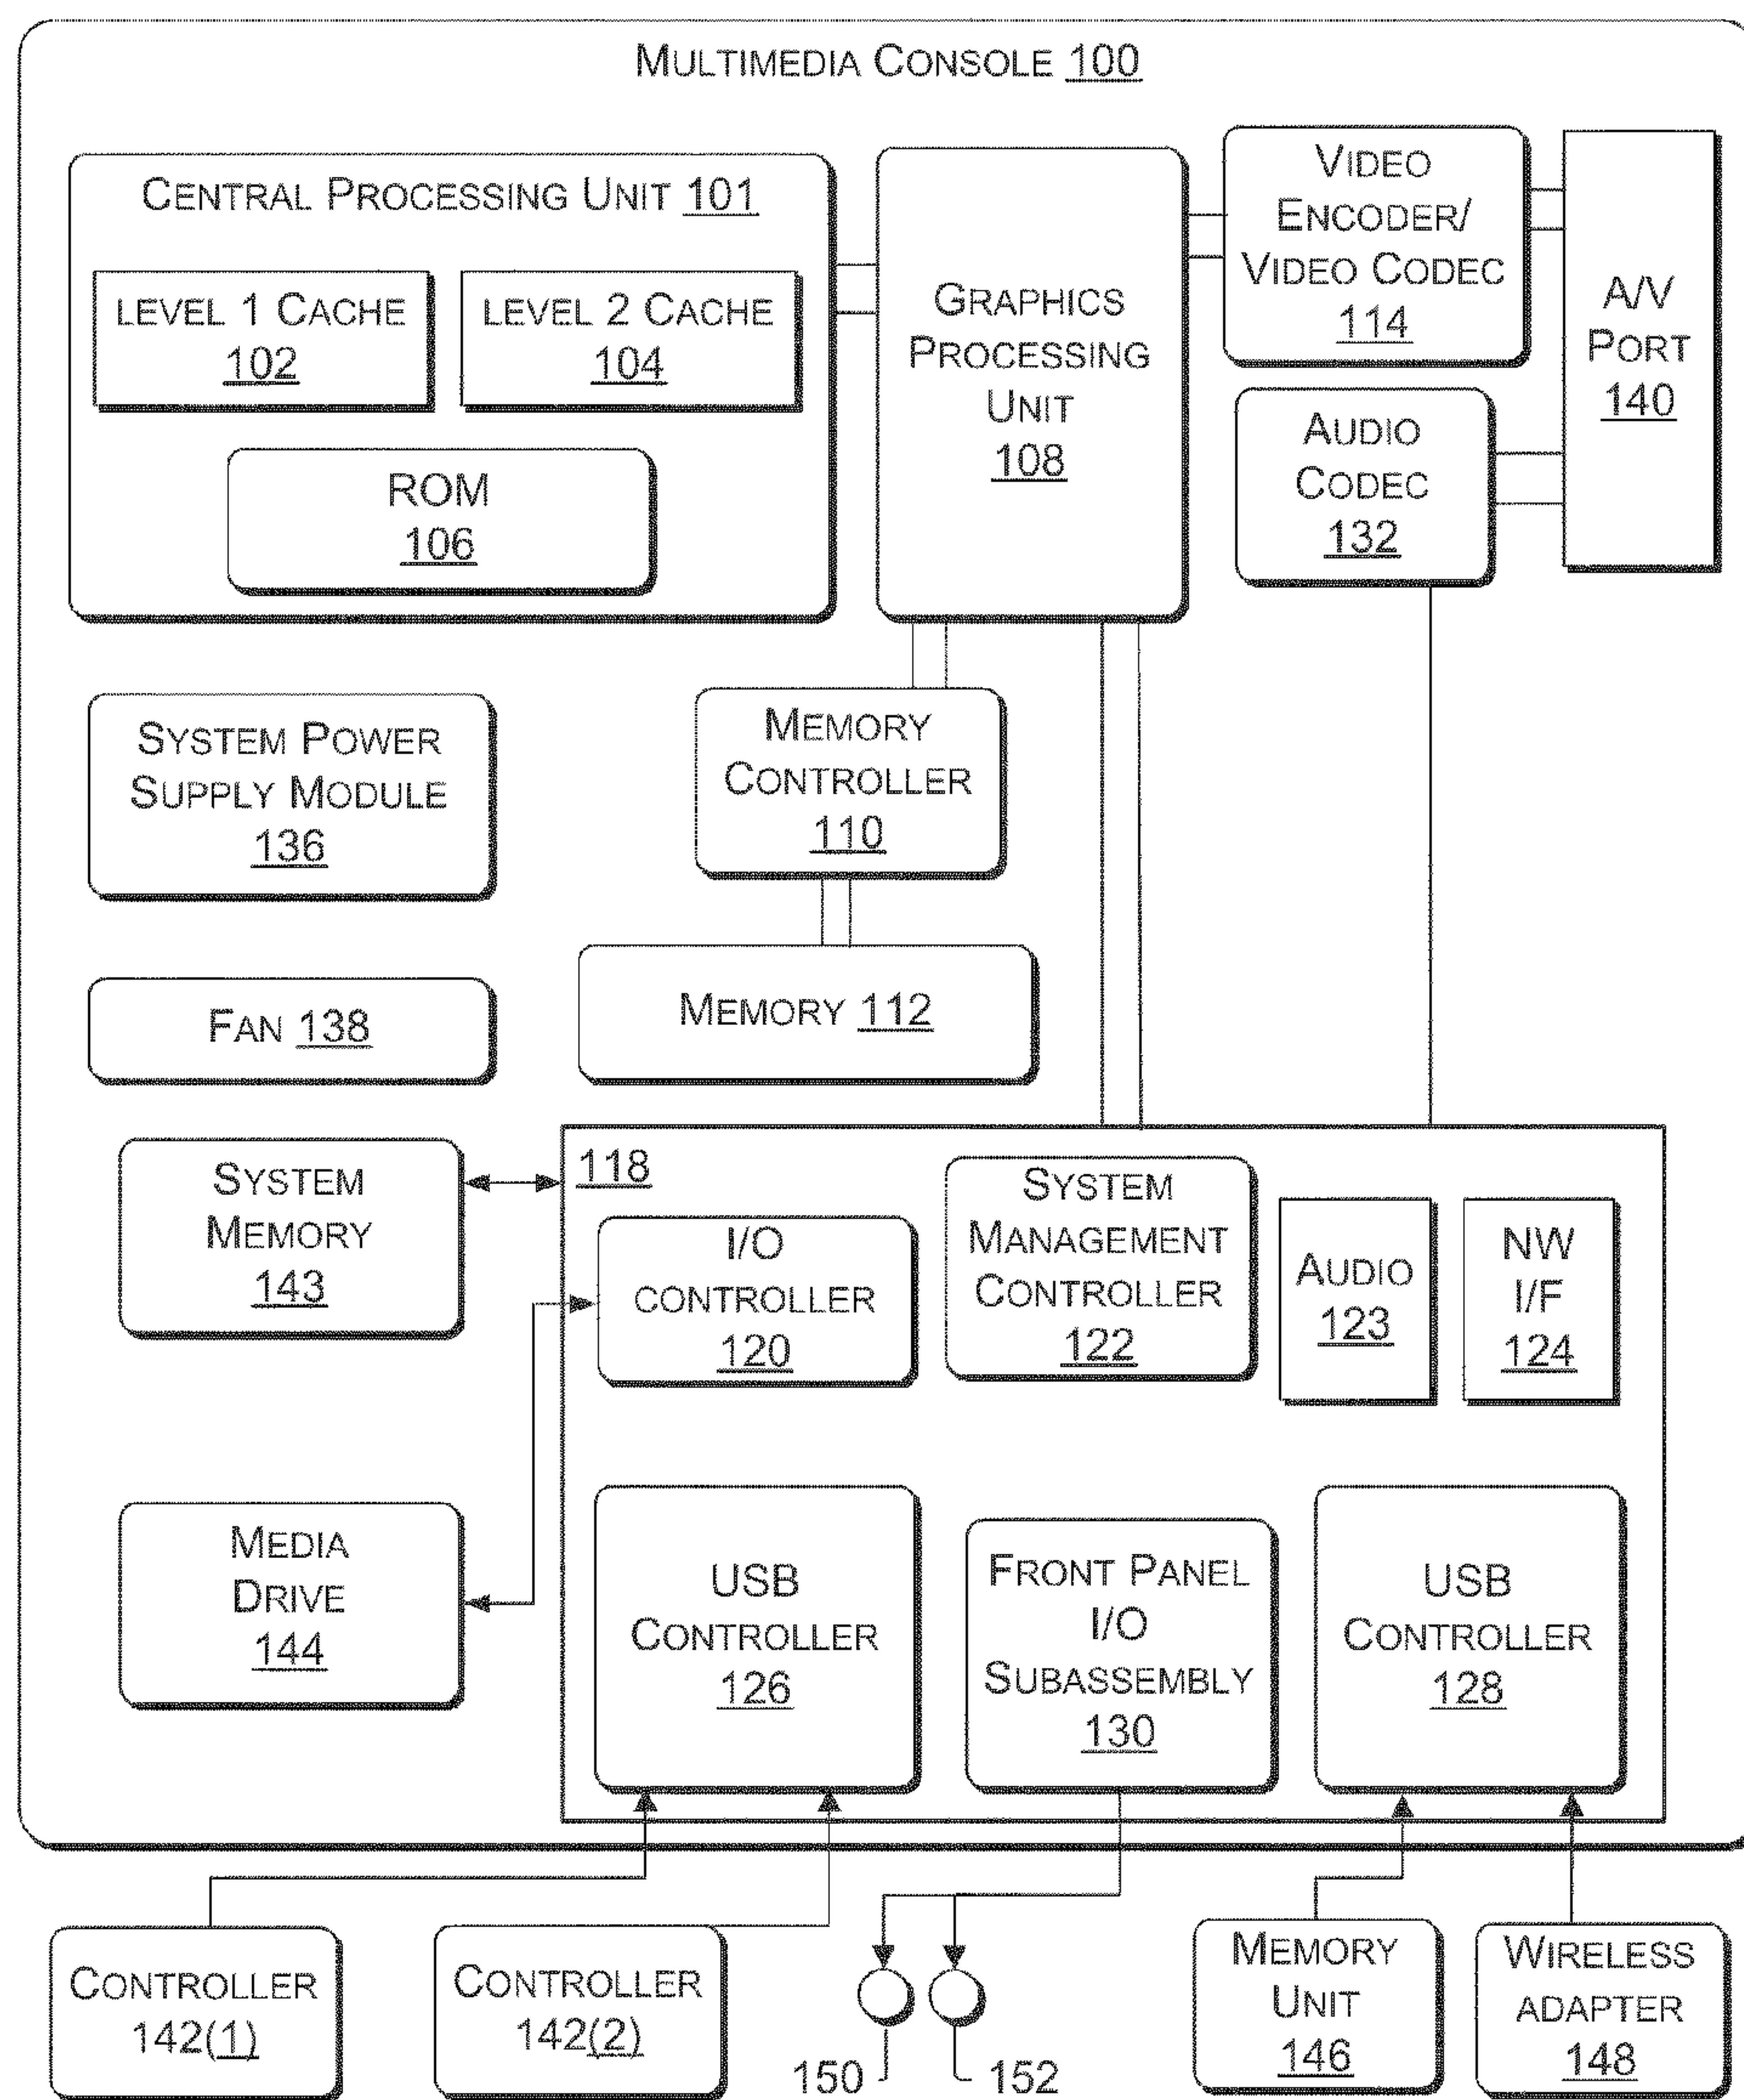 MULTIMEDIA CONSOLE 100
CENTRAL PROCESSING UNIT 101
LEVEL 1 CACHE
102
LEVEL 2 CACHE
104
ROM
106
GRAPHICS
PROCESSING
UNIT
108
VIDEO
ENCODER/
VIDEO CODEC
114
A/V
PORT
140
AUDIO
CODEC
132
SYSTEM POWER
SUPPLY MODULE
136
MEMORY
CONTROLLER
110
FAN 138
MEMORY 112
SYSTEM
MEMORY
143
118
I/O
CONTROLLER
120
SYSTEM
MANAGEMENT
CONTROLLER
122
AUDIO
123
NW
I/F
124
MEDIA
DRIVE
144
USB
CONTROLLER
126
FRONT PANEL
I/O
SUBASSEMBLY
130
USB
CONTROLLER
128
CONTROLLER
142(1)
CONTROLLER
142(2)
150
152
MEMORY
UNIT
146
WIRELESS
ADAPTER
148